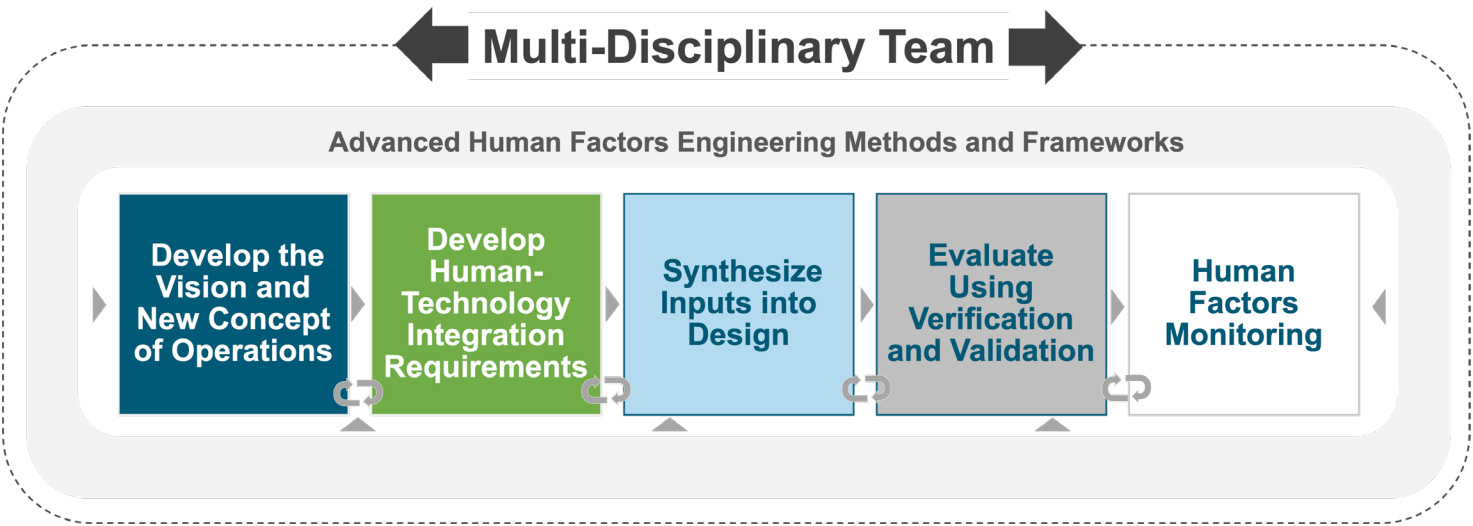 Multi-Disciplinary Team
Advanced Human Factors Engineering Methods and Frameworks
Develop the
Vision and
New Concept
of Operations
Develop
Human-
Technology
Integration
Requirements
Synthesize
Inputs into
Design
Evaluate
Using
Verification
and Validation
Human
Factors
Monitoring